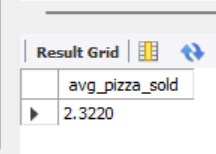 Result Grid
avg_pizza_sold
2.3220